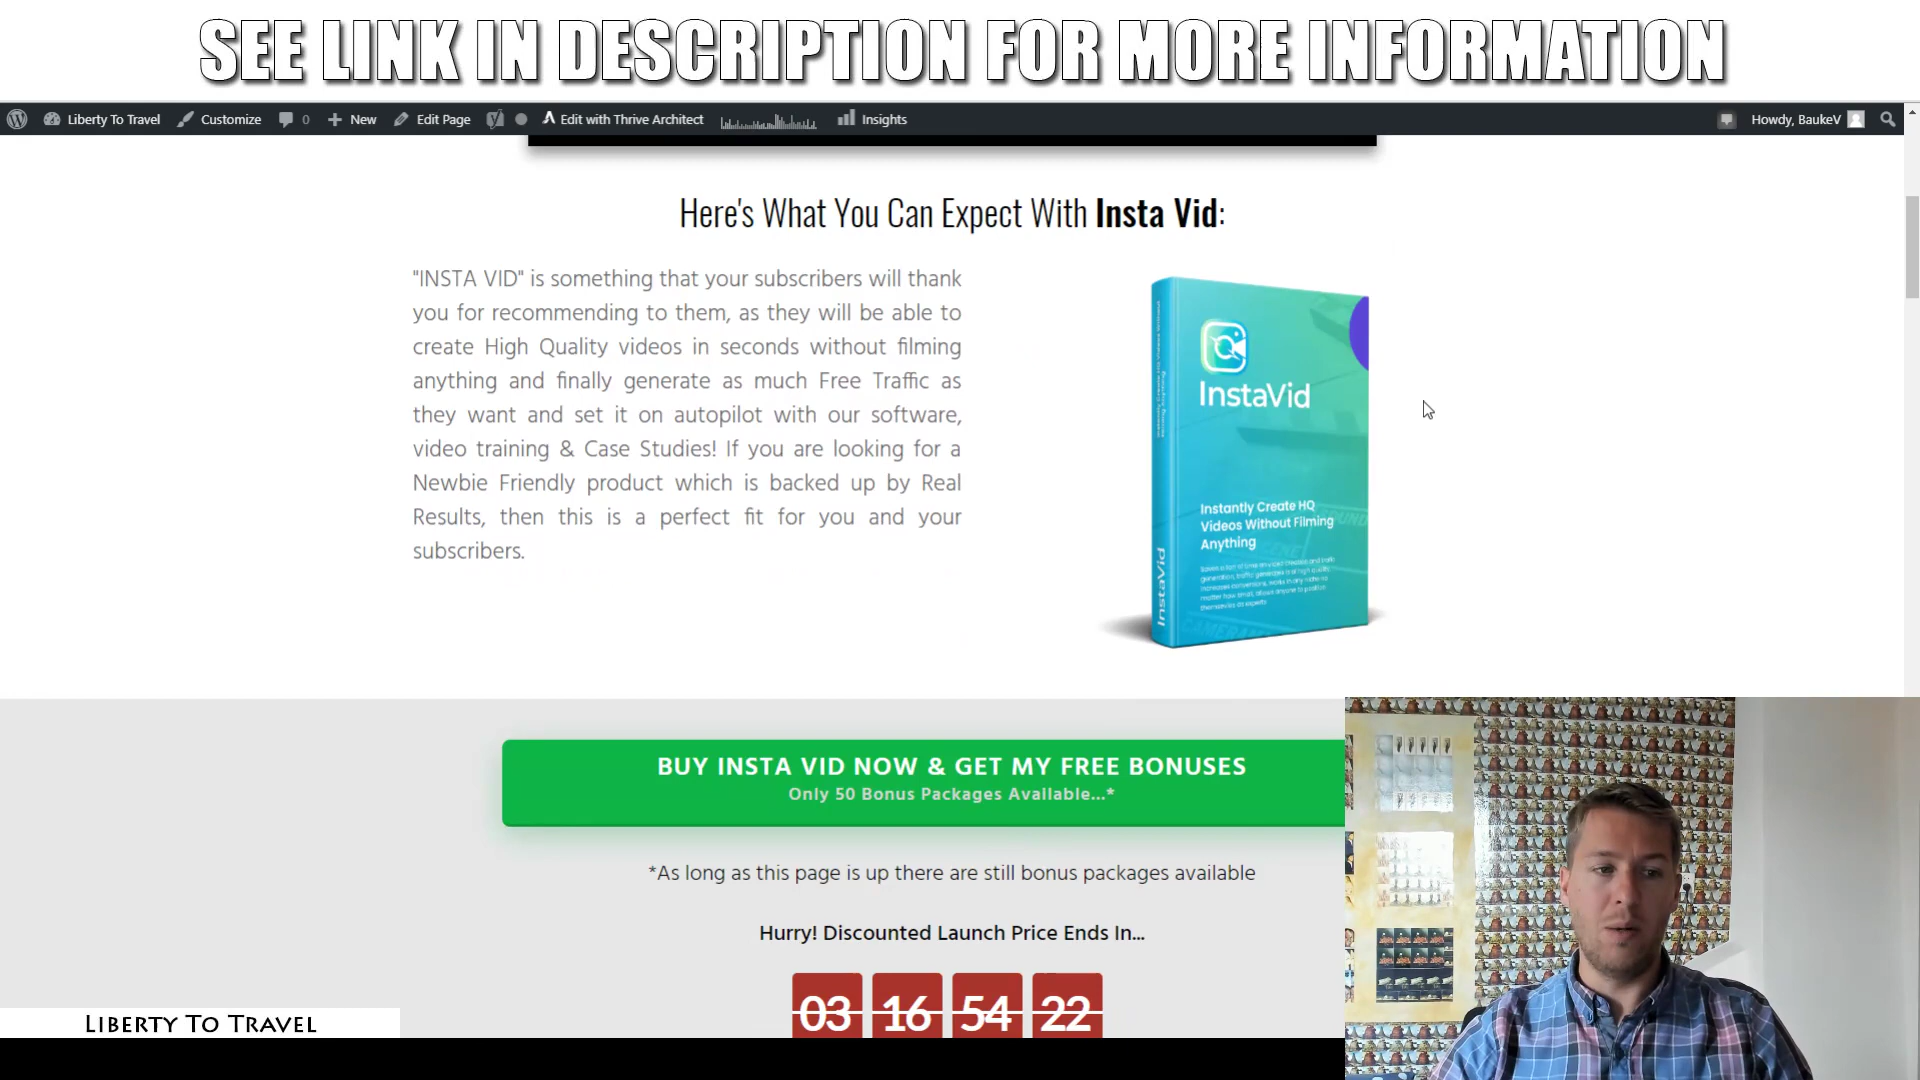 SEE LINK IN DESCRIPTION FOR MORE INFORMATION
Liberty To Travel Customize 0 New Edit Page Edit with Thrive Architect Insights Howdy, BaukeV
Here's What You Can Expect With Insta Vid:
"INSTA VID" is something that your subscribers will thank
you for recommending to them, as they will be able to
create High Quality videos in seconds without filming
anything and finally generate as much Free Traffic as
they want and set it on autopilot with our software,
video training & Case Studies! If you are looking for a
Newbie Friendly product which is backed up by Real
Results, then this is a perfect fit for you and your
subscribers.
InstaVid
Instantly Create HQ
Videos Without Filming
Anything
InstaVid
BUY INSTA VID NOW & GET MY FREE BONUSES
Only 50 Bonus Packages Available...*
*As long as this page is up there are still bonus packages available
Hurry! Discounted Launch Price Ends In...
03 16 54 22
LIBERTY TO TRAVEL